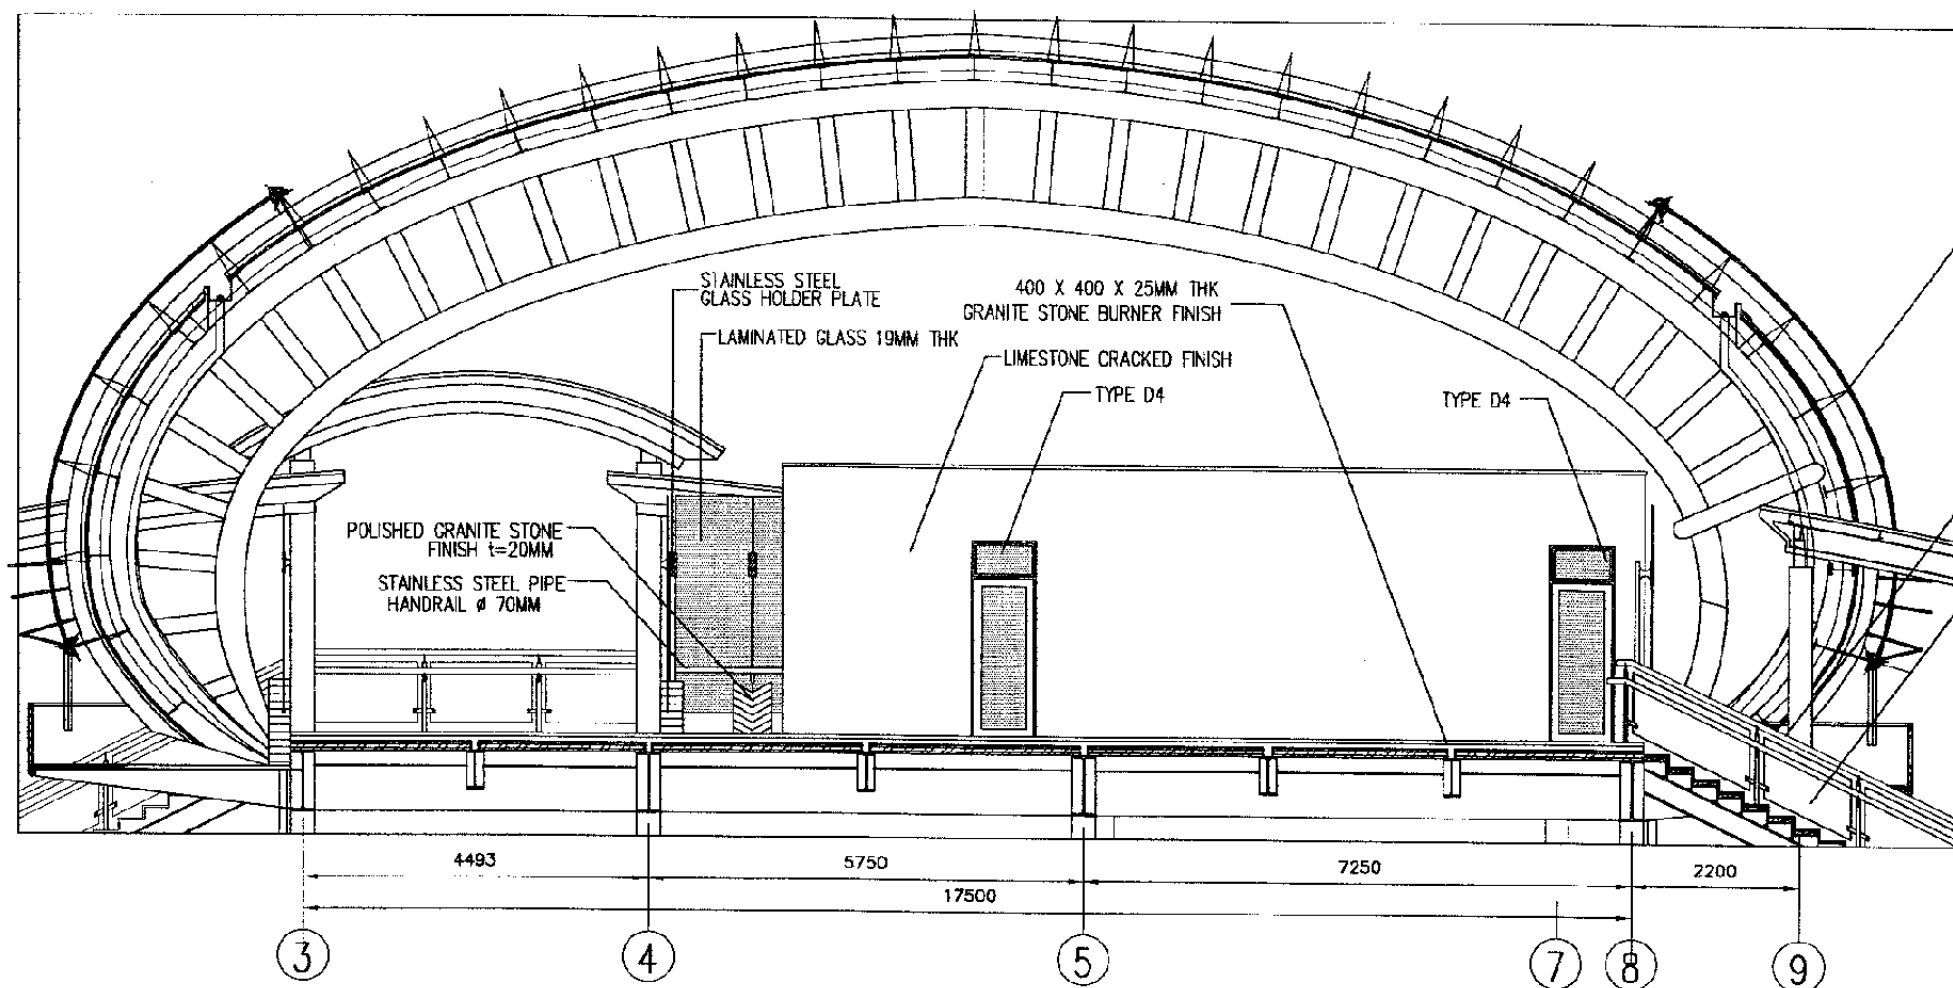 STAINLESS STEEL
GLASS HOLDER PLATE
LAMINATED GLASS 19MM THK
400 X 400 X 25MM THK
GRANITE STONE BURNER FINISH
LIMESTONE CRACKED FINISH
TYPE D4
TYPE D4
POLISHED GRANITE STONE
FINISH t=20MM
STAINLESS STEEL PIPE
HANDRAIL ø 70MM
4493
5750
7250
2200
17500
3
4
5
7
8
9